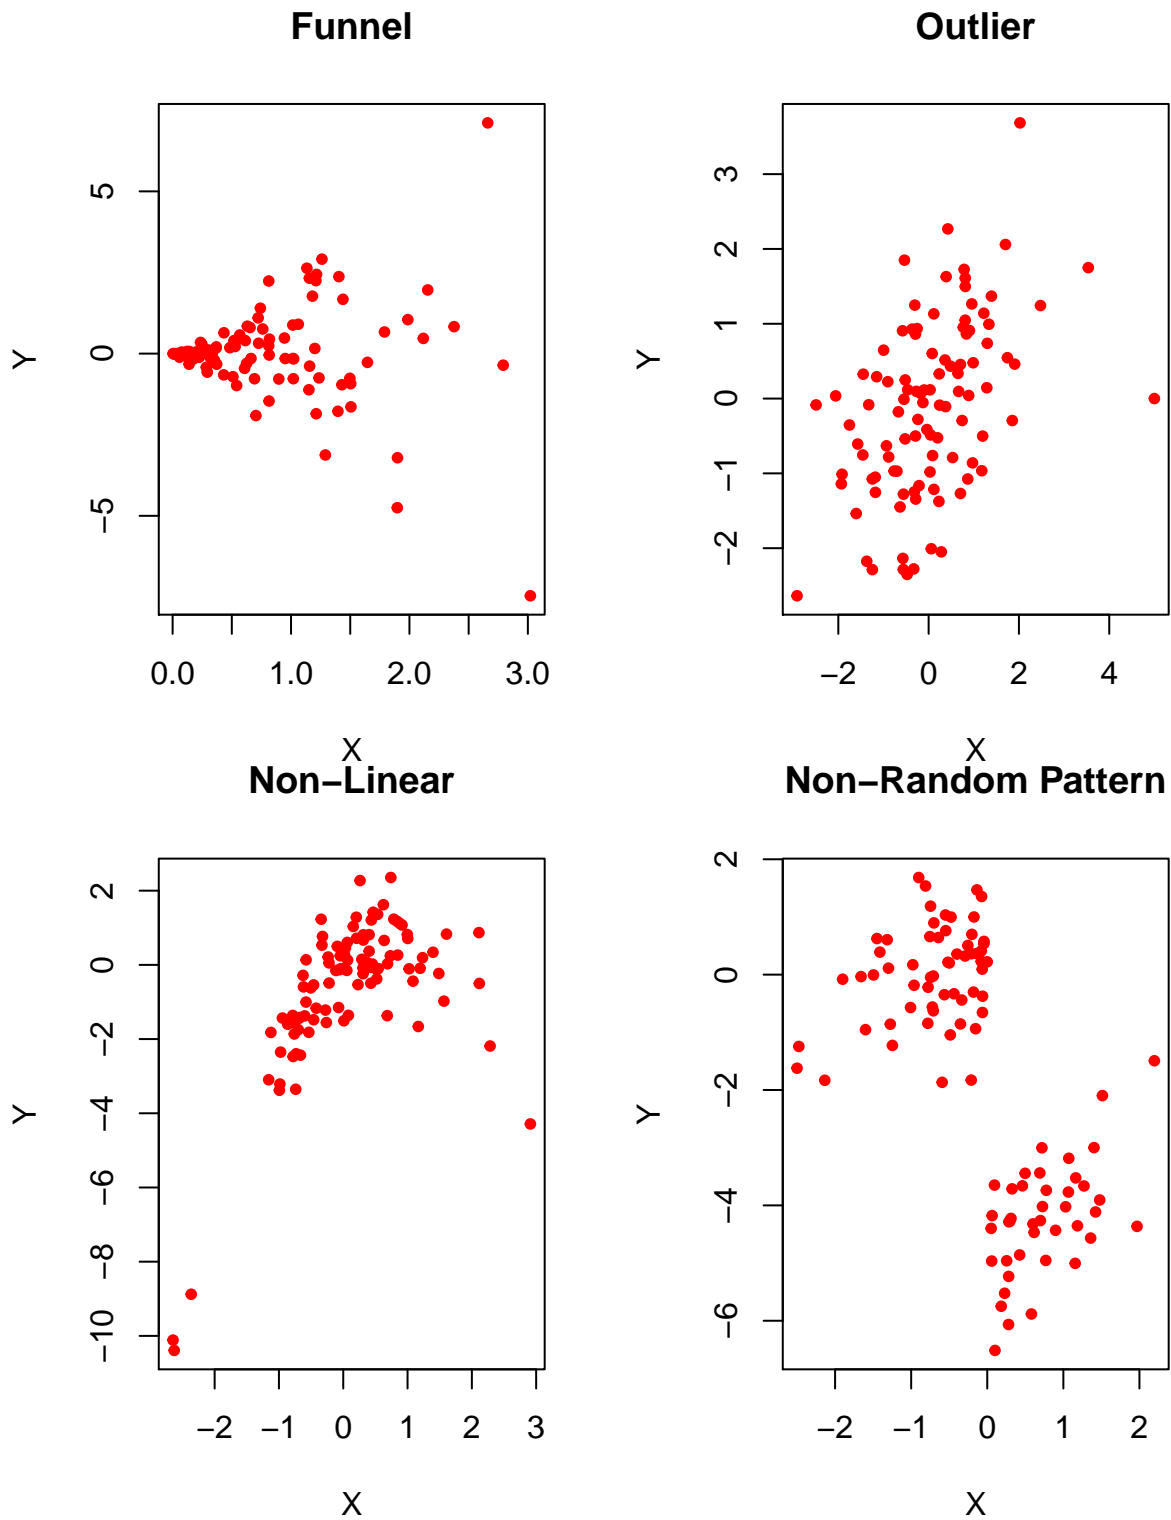 Funnel
Y
5
0
−5
0.0 1.0 2.0 3.0
X
Outlier
Y
3
2
1
0
−1
−2
−2 0 2 4
X
Non−Linear
Y
2
0
−2
−4
−6
−8
−10
−2 −1 0 1 2 3
X
Non−Random Pattern
Y
2
0
−2
−4
−6
−2 −1 0 1 2
X